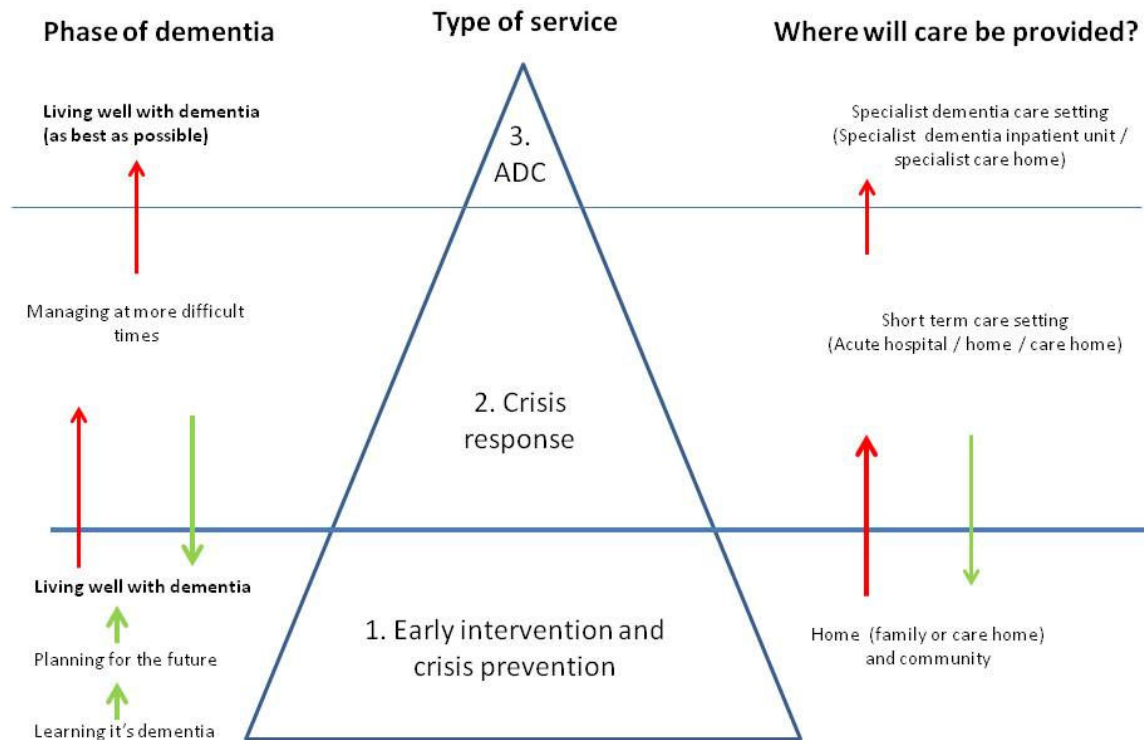 Phase of dementia
Type of service
Where will care be provided?
Living well with dementia
(as best as possible)
3.
ADC
Specialist dementia care setting
(Specialist dementia inpatient unit /
specialist care home)
Managing at more difficult
times
Short term care setting
(Acute hospital / home / care home)
2. Crisis
response
Living well with dementia
Planning for the future
Learning it's dementia
1. Early intervention and
crisis prevention
Home (family or care home)
and community